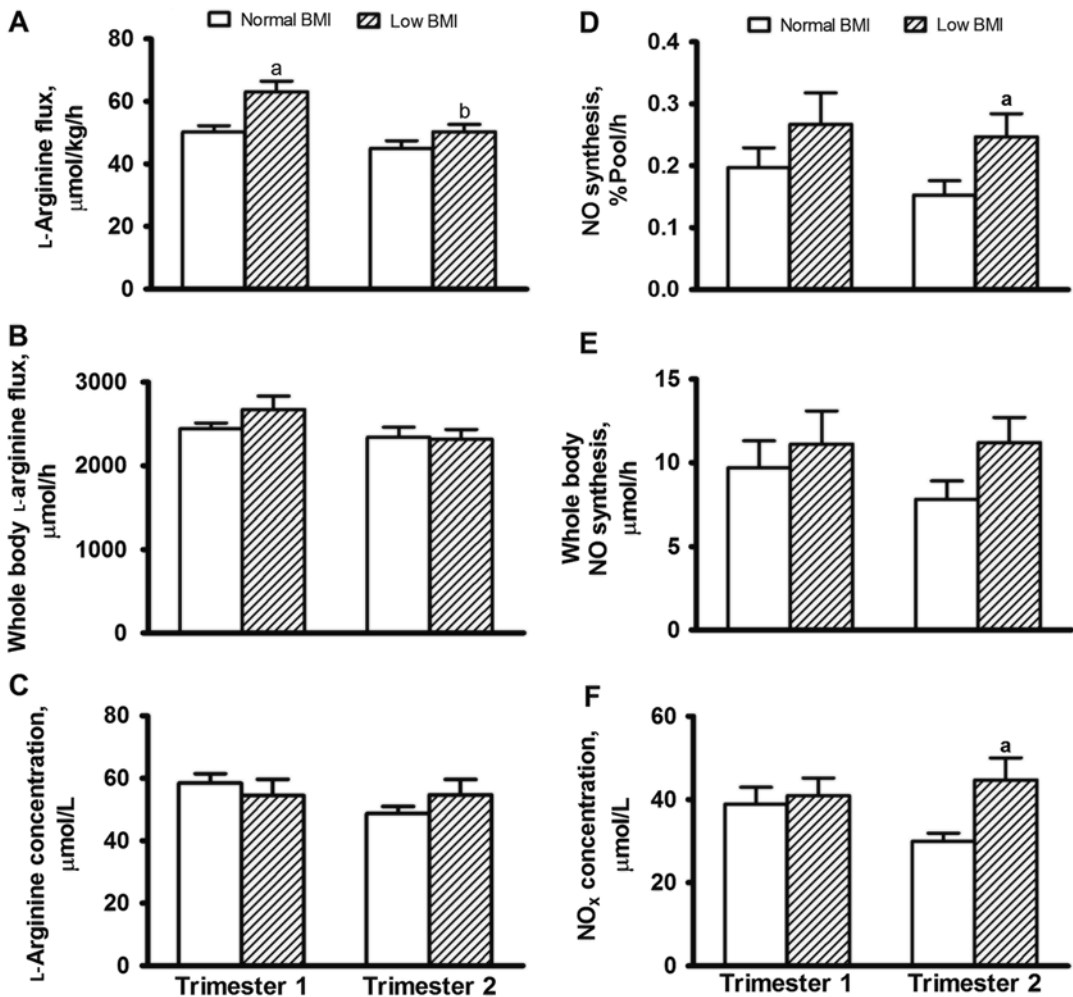 A
Normal BMI Low BMI
L-Arginine flux,
μmol/kg/h
80
60
40
20
0
a
b
B
Whole body L-arginine flux,
μmol/h
3000
2000
1000
0
C
L-Arginine concentration,
μmol/L
80
60
40
20
0
Trimester 1 Trimester 2
D
Normal BMI Low BMI
NO synthesis,
%Pool/h
0.4
0.3
0.2
0.1
0.0
a
E
Whole body
NO synthesis,
μmol/h
15
10
5
0
F
NOx concentration,
μmol/L
60
40
20
0
a
Trimester 1 Trimester 2